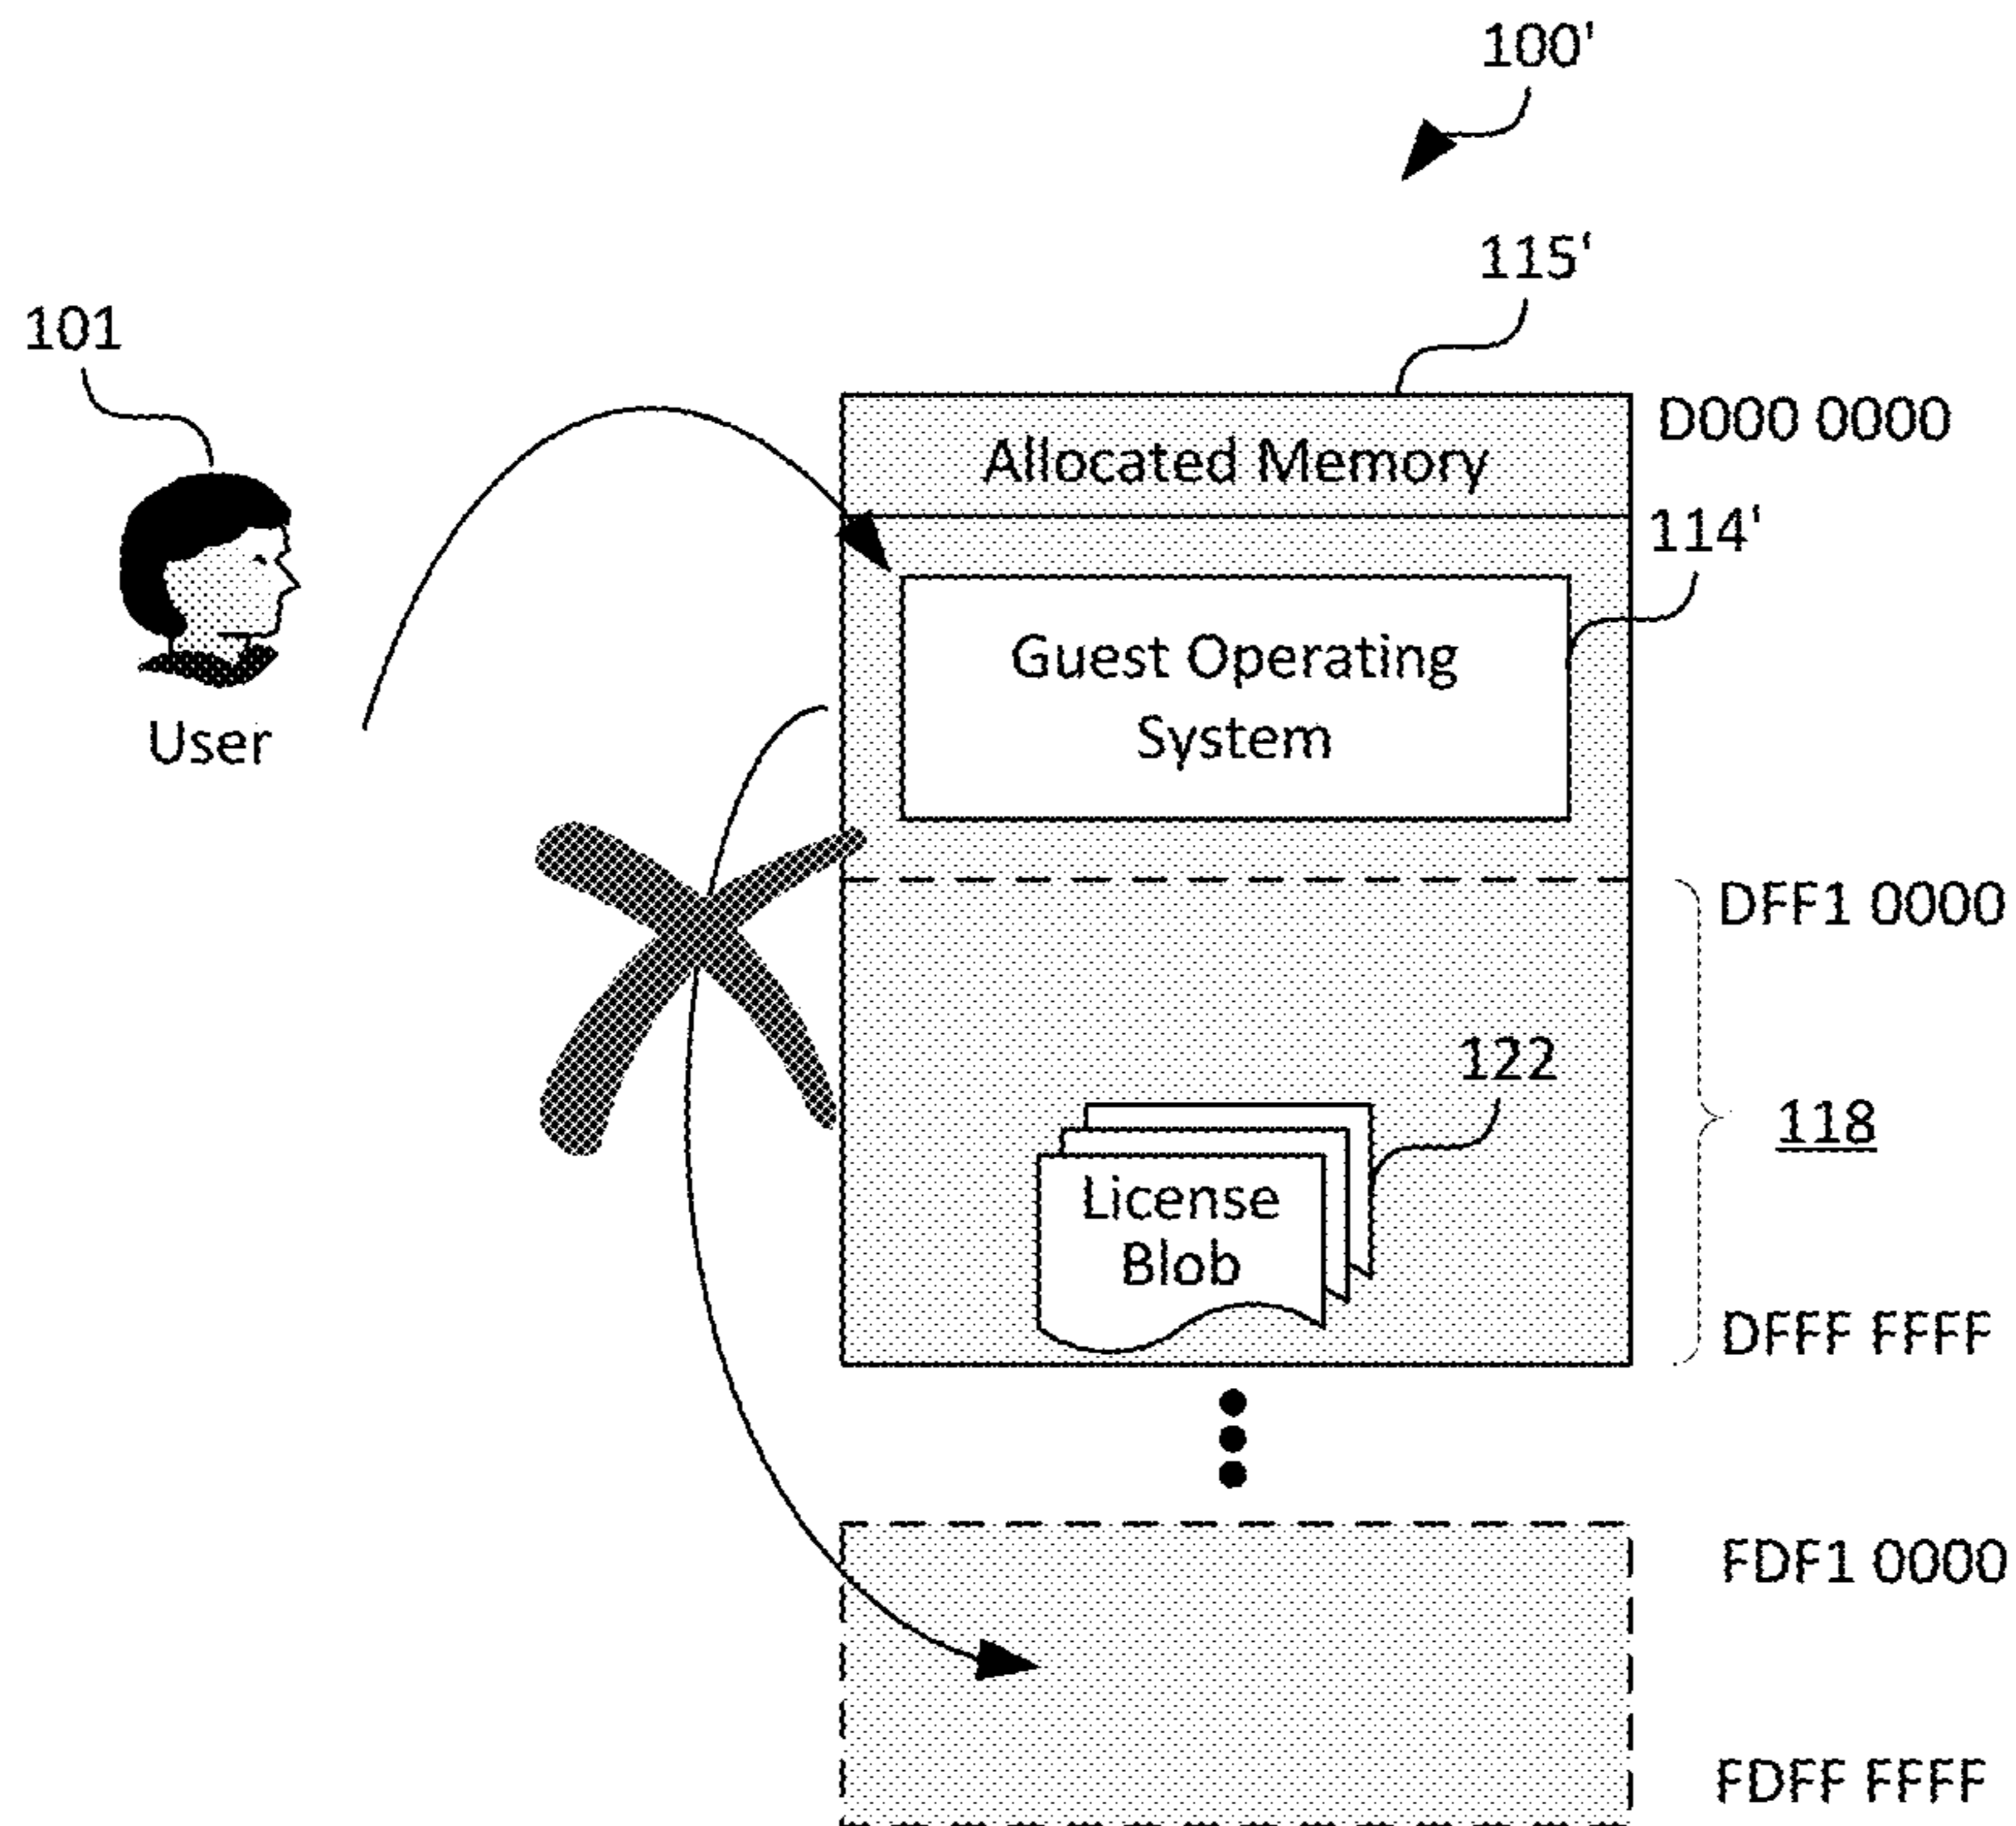 100'
115'
101
D000 0000
Allocated Memory
114'
Guest Operating
System
User
DFF1 0000
122
118
License
Blob
DFFF FFFF
FDF1 0000
FDFF FFFF